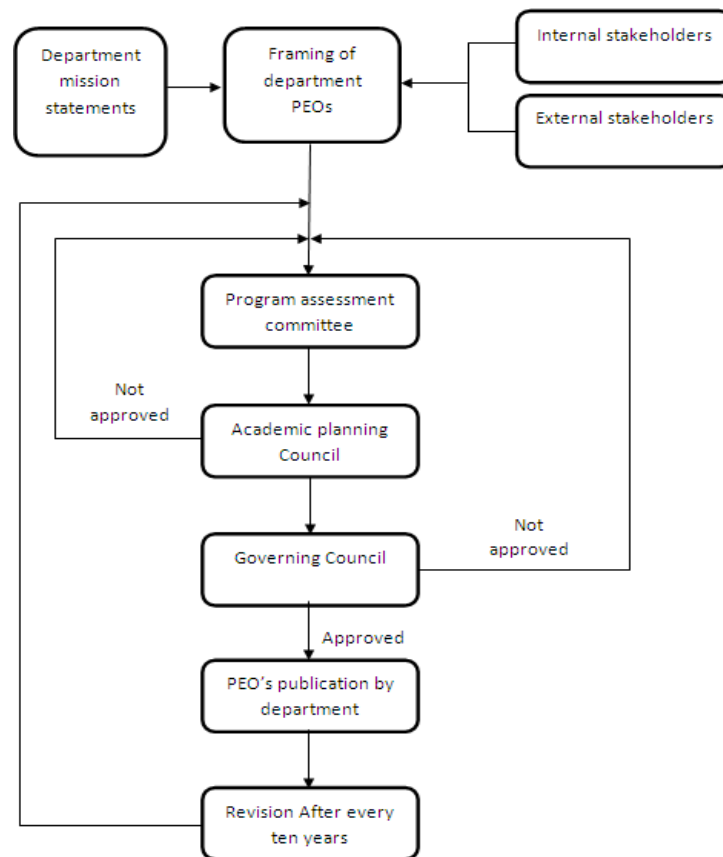 Department
mission
statements
Framing of
department
PEOs
Internal stakeholders
External stakeholders
Program assessment
committee
Not
approved
Academic planning
Council
Governing Council
Not
approved
Approved
PEO’s publication by
department
Revision After every
ten years